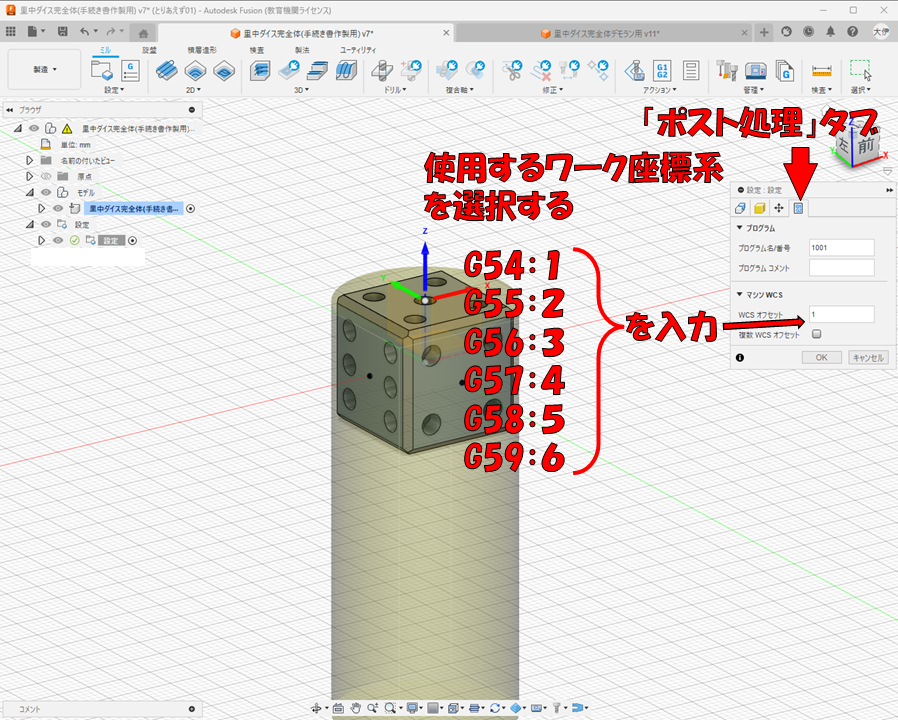 里中ダイス完全体(手続き書作製用) v7* (とりあえず01) - Autodesk Fusion (教育機関ライセンス)
里中ダイス完全体(手続き書作製用) v7*
里中ダイス完全体デモラン用 v11*
大伊
ミル
旋盤
積層造形
検査
製法
ユーティリティ
製造
設定
2D
3D
ドリル
複合軸
修正
アクション
管理
検査
選択
G1
G2
ブラウザ
里中ダイス完全体(手続き書作製用)...
単位: mm
名前の付いたビュー
原点
モデル
里中ダイス完全体(手続き書...
設定
設定
「ポスト処理」タブ
使用するワーク座標系
を選択する
Z
Y
X
左
前
Z
Y
X
G54:1
G55:2
G56:3
G57:4
G58:5
G59:6
を入力
設定 : 設定
プログラム
プログラム名/番号
1001
プログラム コメント
マシン WCS
WCS オフセット
1
複数 WCS オフセット
OK
キャンセル
コメント